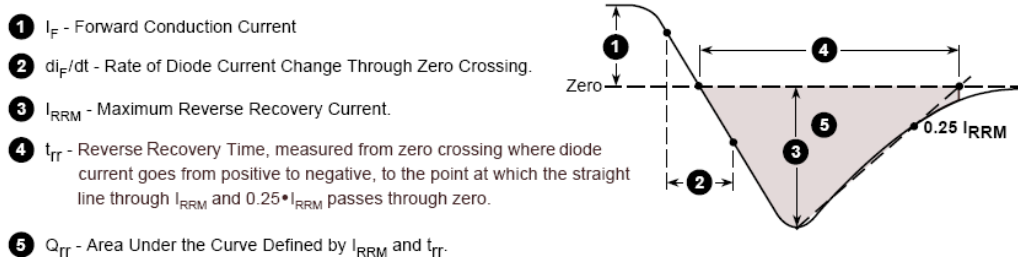 1 I_F - Forward Conduction Current
2 di_F/dt - Rate of Diode Current Change Through Zero Crossing.
3 I_RRM - Maximum Reverse Recovery Current.
4 t_rr - Reverse Recovery Time, measured from zero crossing where diode
current goes from positive to negative, to the point at which the straight
line through I_RRM and 0.25•I_RRM passes through zero.
5 Q_rr - Area Under the Curve Defined by I_RRM and t_rr.
1
4
Zero
5
0.25 I_RRM
3
2